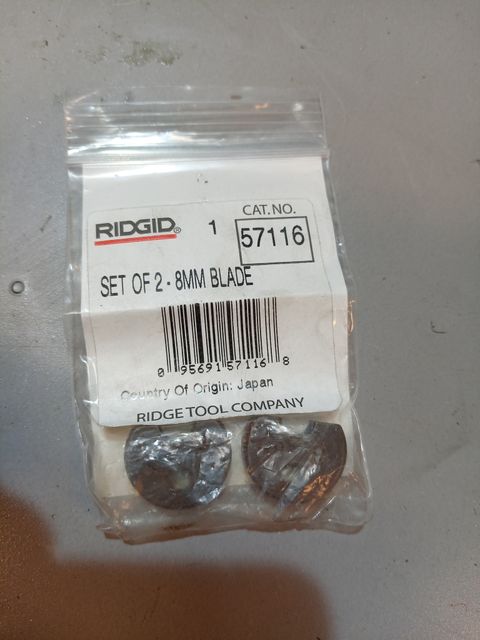 RIDGID® 1 CAT. NO.
57116
SET OF 2 - 8MM BLADE
0 95691 57116 8
Country Of Origin: Japan
RIDGE TOOL COMPANY